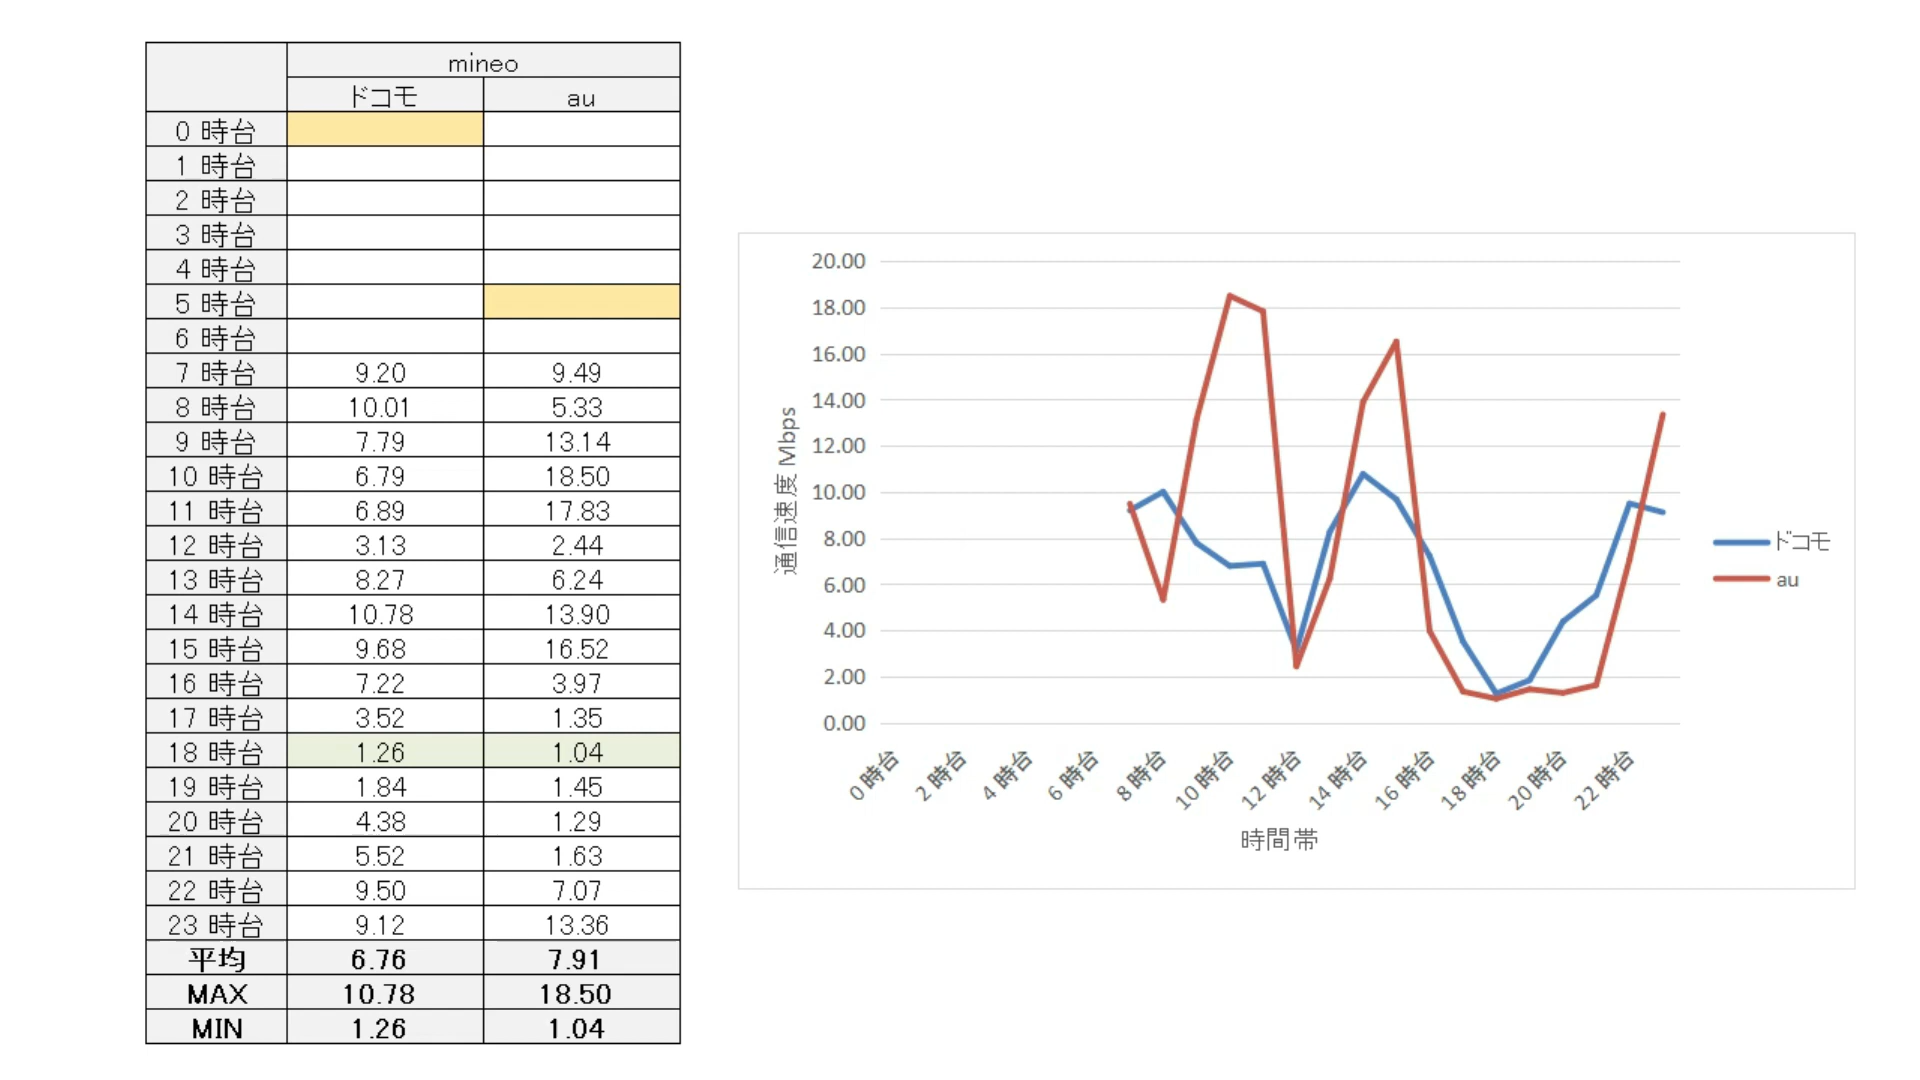 mineo
ドコモ au
0 時台
1 時台
2 時台
3 時台
4 時台
5 時台
6 時台
7 時台 9.20 9.49
8 時台 10.01 5.33
9 時台 7.79 13.14
10 時台 6.79 18.50
11 時台 6.89 17.83
12 時台 3.13 2.44
13 時台 8.27 6.24
14 時台 10.78 13.90
15 時台 9.68 16.52
16 時台 7.22 3.97
17 時台 3.52 1.35
18 時台 1.26 1.04
19 時台 1.84 1.45
20 時台 4.38 1.29
21 時台 5.52 1.63
22 時台 9.50 7.07
23 時台 9.12 13.36
平均 6.76 7.91
MAX 10.78 18.50
MIN 1.26 1.04
通信速度 Mbps
20.00
18.00
16.00
14.00
12.00
10.00
8.00
6.00
4.00
2.00
0.00
0 時台 2 時台 4 時台 6 時台 8 時台 10 時台 12 時台 14 時台 16 時台 18 時台 20 時台 22 時台
時間帯
ドコモ
au